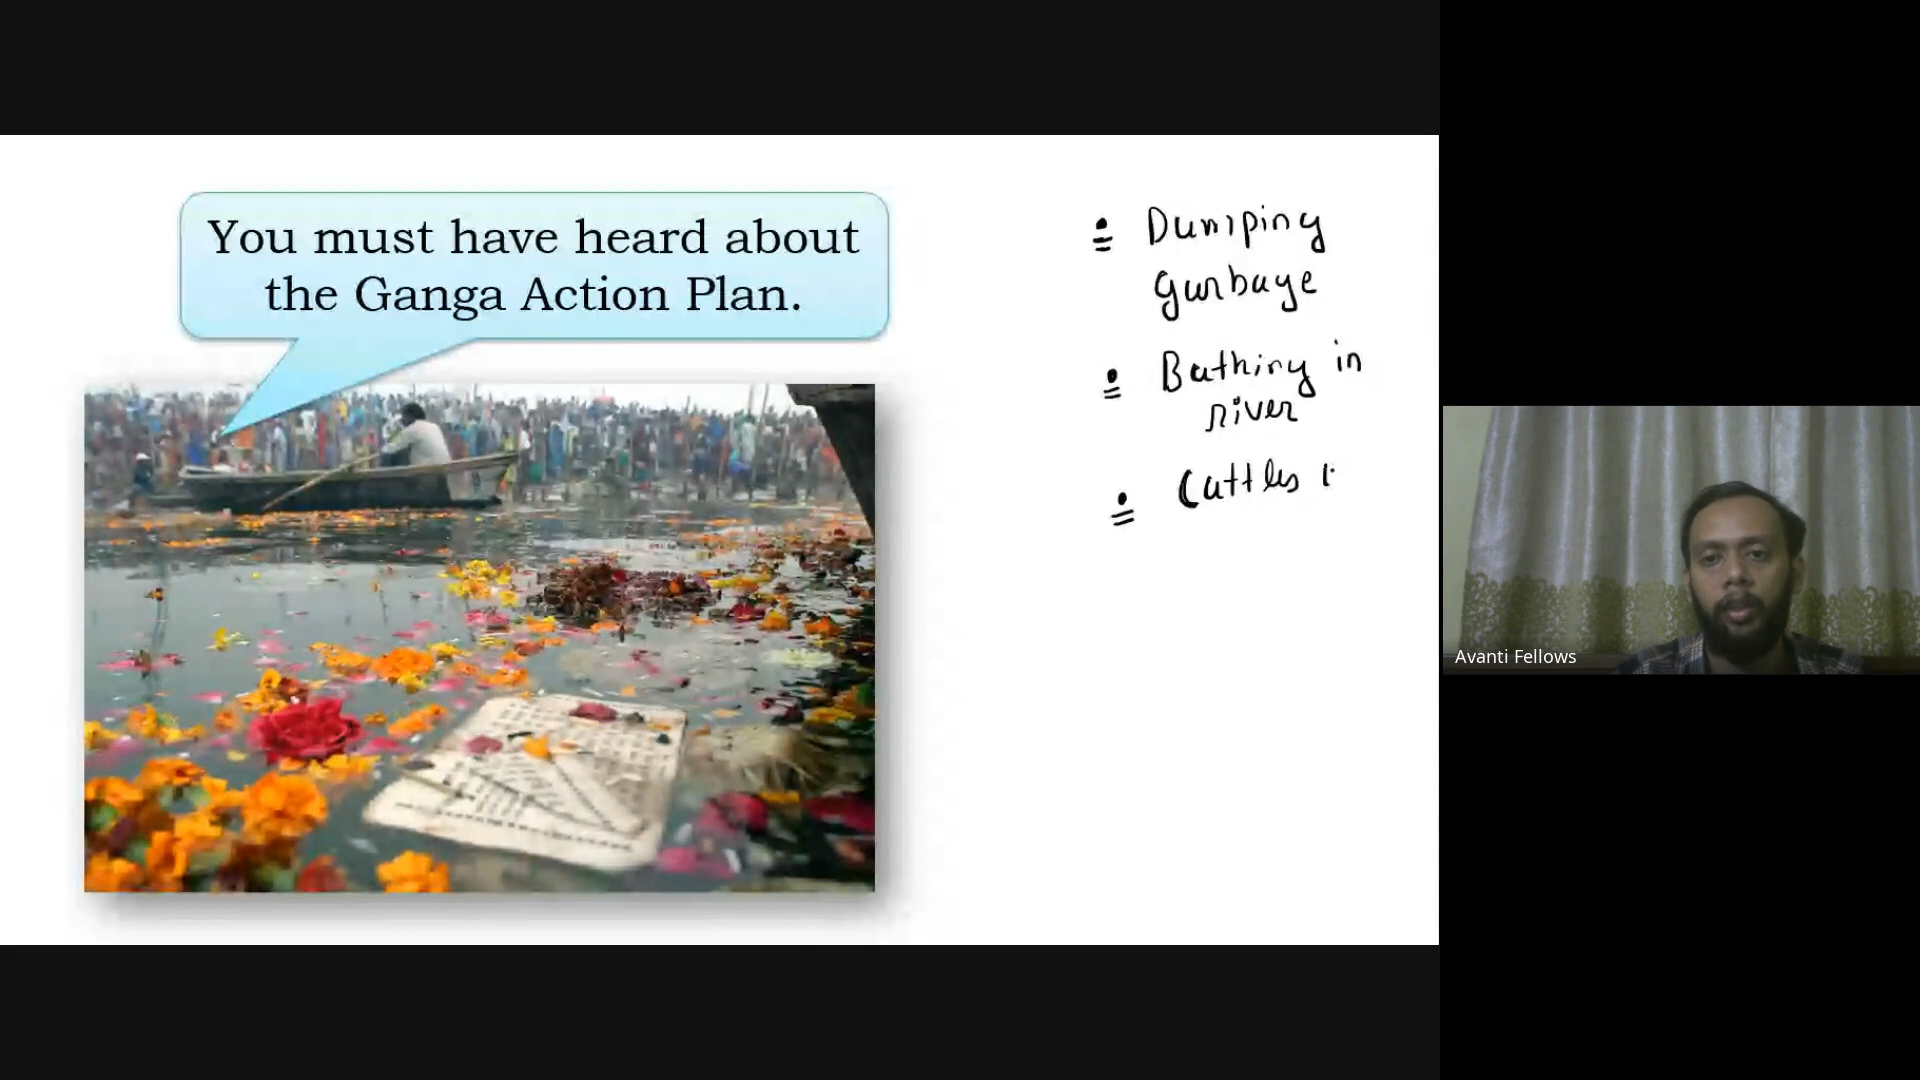 You must have heard about
the Ganga Action Plan.
Dumping
garbage
Bathing in
river
Cattles
Avanti Fellows